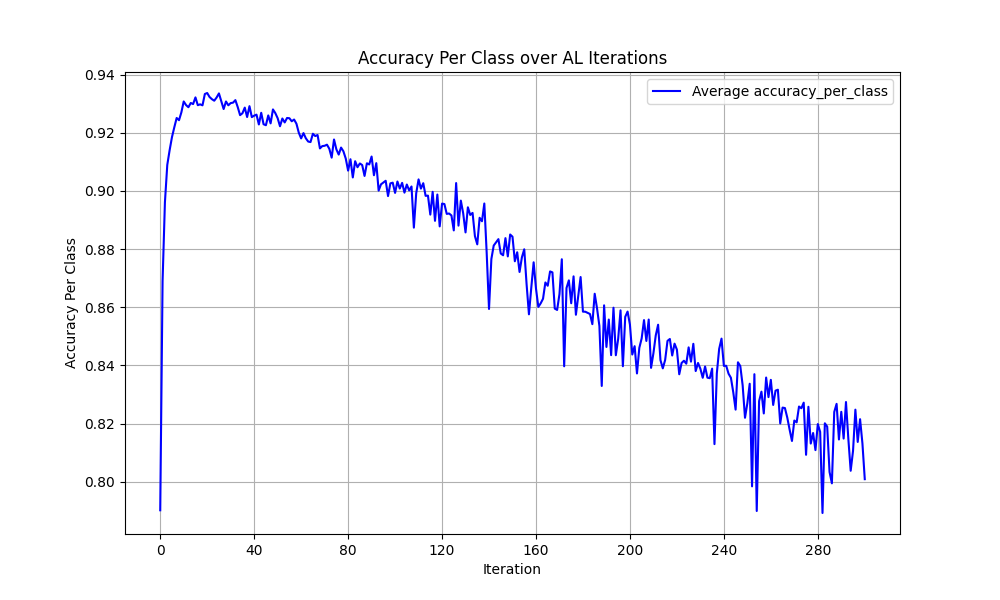 Accuracy Per Class over AL Iterations
Average accuracy_per_class
Accuracy Per Class
0.94
0.92
0.90
0.88
0.86
0.84
0.82
0.80
0 40 80 120 160 200 240 280
Iteration